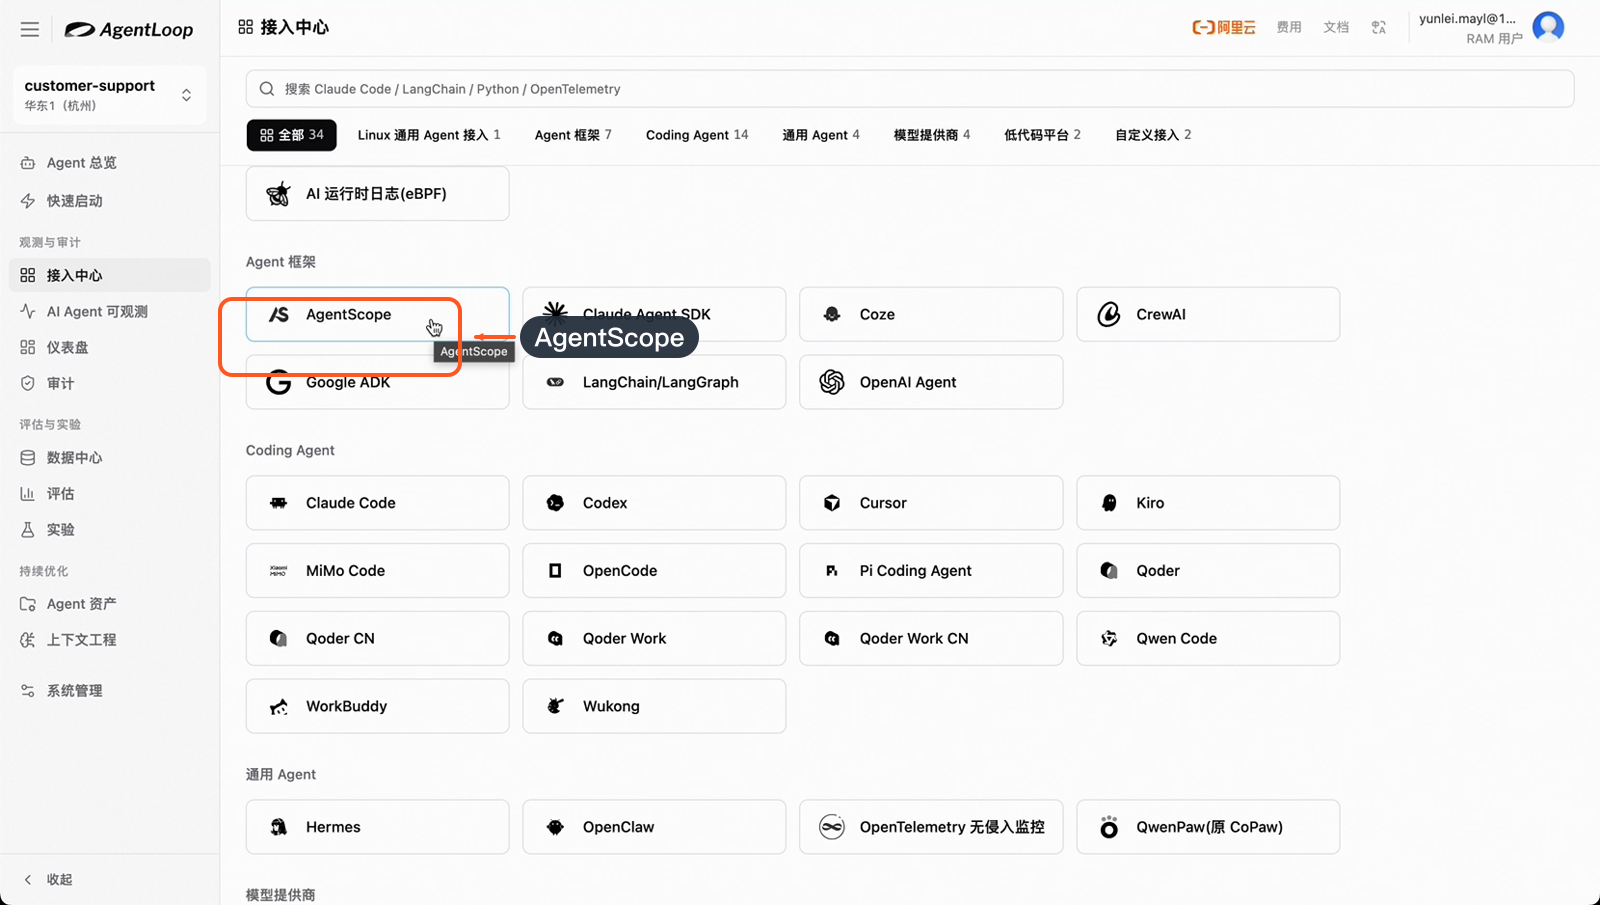 AgentLoop
customer-support
华东1（杭州）
Agent 总览
快速启动
观测与审计
接入中心
AI Agent 可观测
仪表盘
审计
评估与实验
数据中心
评估
实验
持续优化
Agent 资产
上下文工程
系统管理
收起
接入中心
阿里云
费用
文档
yunlei.mayl@1...
RAM 用户
搜索 Claude Code / LangChain / Python / OpenTelemetry
全部 34
Linux 通用 Agent 接入 1
Agent 框架 7
Coding Agent 14
通用 Agent 4
模型提供商 4
低代码平台 2
自定义接入 2
AI 运行时日志(eBPF)
Agent 框架
AgentScope
Claude Agent SDK
Coze
CrewAI
AgentScope
AgentScope
Google ADK
LangChain/LangGraph
OpenAI Agent
Coding Agent
Claude Code
Codex
Cursor
Kiro
Xiaomi
MiMo
MiMo Code
OpenCode
Pi Coding Agent
Qoder
Qoder CN
Qoder Work
Qoder Work CN
Qwen Code
WorkBuddy
Wukong
通用 Agent
Hermes
OpenClaw
OpenTelemetry 无侵入监控
QwenPaw(原 CoPaw)
模型提供商